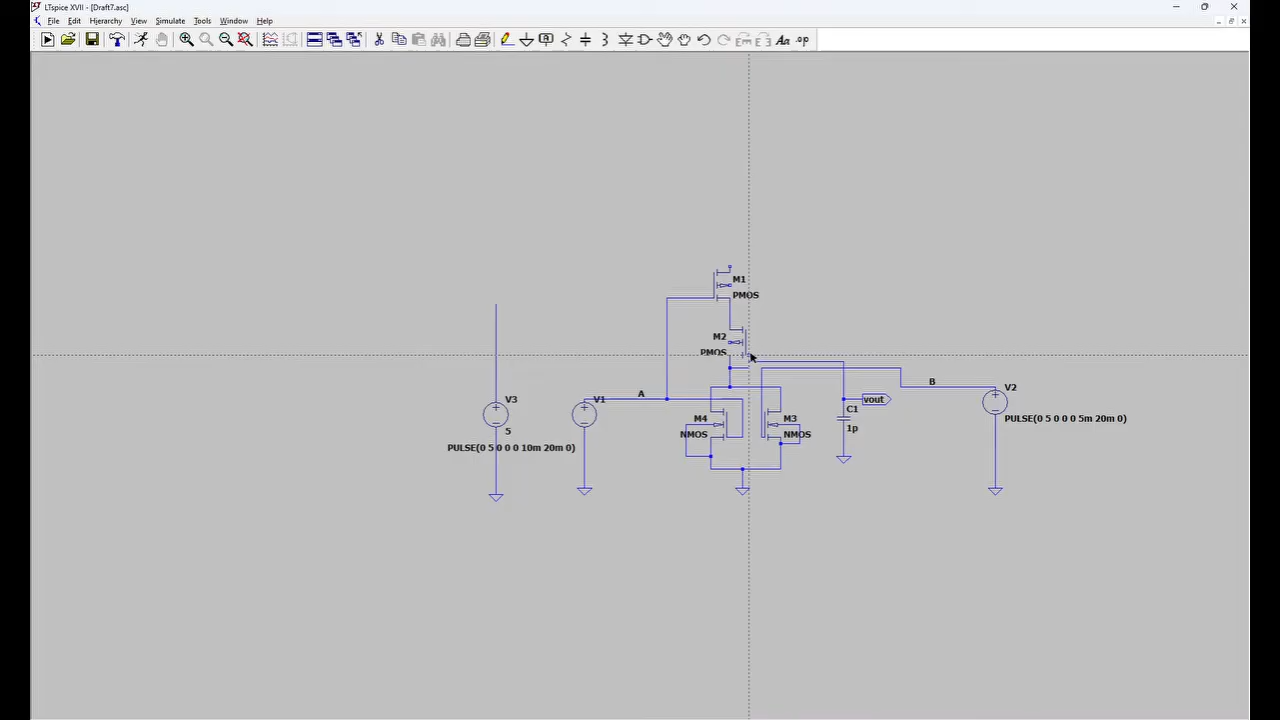 LTspice XVII - [Draft7.asc]
File Edit Hierarchy View Simulate Tools Window Help
Aa .op
M1
PMOS
M2
PMOS
A
B
V3
5
PULSE(0 5 0 0 0 10m 20m 0)
V1
M4
NMOS
M3
NMOS
vout
C1
1p
V2
PULSE(0 5 0 0 0 5m 20m 0)